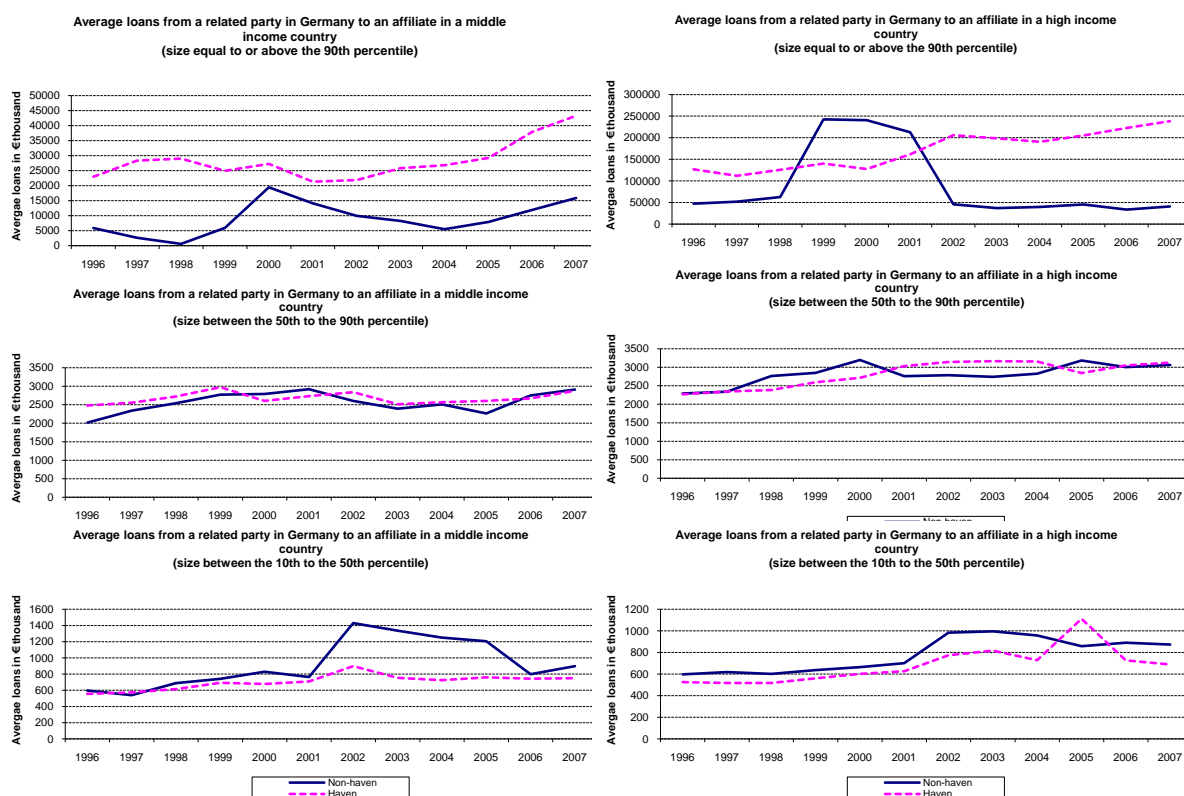 Average loans from a related party in Germany to an affiliate in a middle
income country
(size equal to or above the 90th percentile)
Avergae loans in €thousand
50000
45000
40000
35000
30000
25000
20000
15000
10000
5000
0
1996 1997 1998 1999 2000 2001 2002 2003 2004 2005 2006 2007
Average loans from a related party in Germany to an affiliate in a high income
country
(size equal to or above the 90th percentile)
Avergae loans in €thousand
300000
250000
200000
150000
100000
50000
0
1996 1997 1998 1999 2000 2001 2002 2003 2004 2005 2006 2007
Average loans from a related party in Germany to an affiliate in a middle income
country
(size between the 50th to the 90th percentile)
Avergae loans in €thousand
3500
3000
2500
2000
1500
1000
500
0
1996 1997 1998 1999 2000 2001 2002 2003 2004 2005 2006 2007
Average loans from a related party in Germany to an affiliate in a high income
country
(size between the 50th to the 90th percentile)
Avergae loans in €thousand
3500
3000
2500
2000
1500
1000
500
0
1996 1997 1998 1999 2000 2001 2002 2003 2004 2005 2006 2007
Non-haven
Average loans from a related party in Germany to an affiliate in a middle income
country
(size between the 10th to the 50th percentile)
Avergae loans in €thousand
1600
1400
1200
1000
800
600
400
200
0
1996 1997 1998 1999 2000 2001 2002 2003 2004 2005 2006 2007
Non-haven
Haven
Average loans from a related party in Germany to an affiliate in a high income
country
(size between the 10th to the 50th percentile)
Avergae loans in €thousand
1200
1000
800
600
400
200
0
1996 1997 1998 1999 2000 2001 2002 2003 2004 2005 2006 2007
Non-haven
Haven